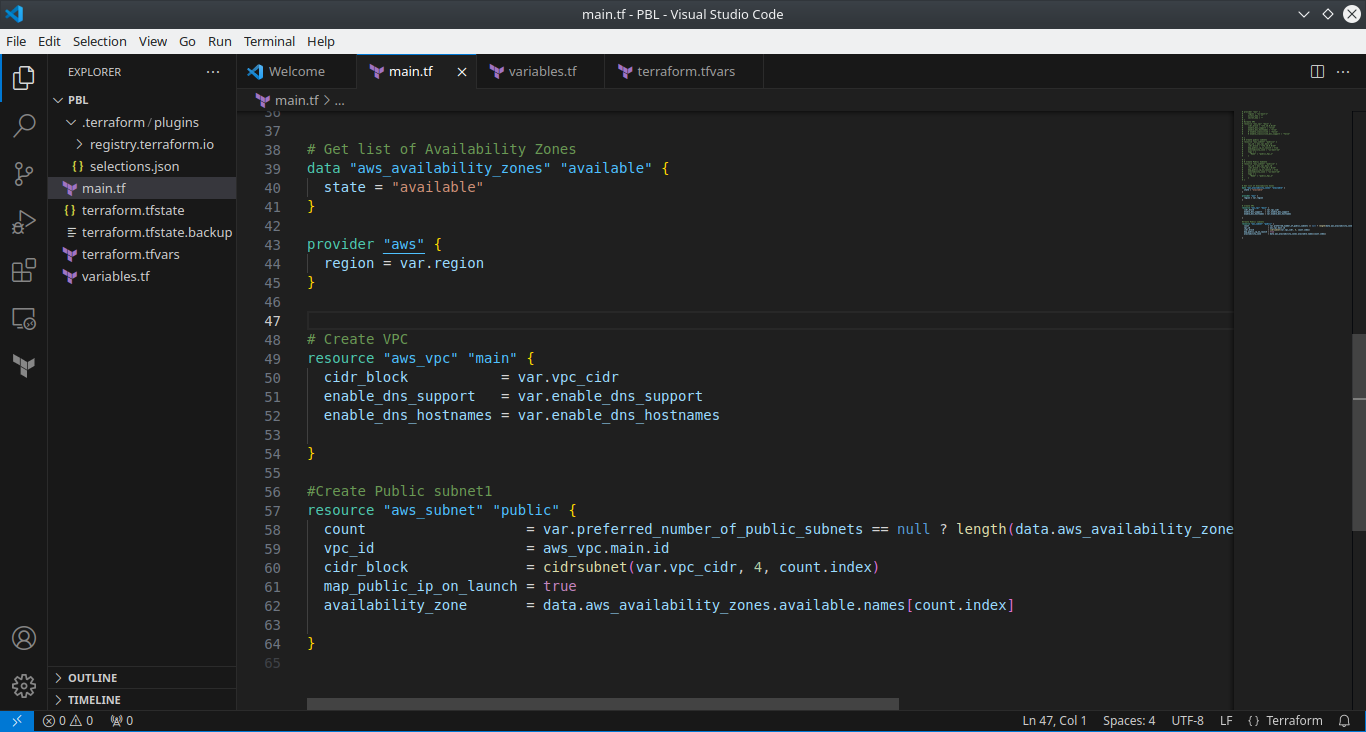 main.tf - PBL - Visual Studio Code
File Edit Selection View Go Run Terminal Help
EXPLORER ...
PBL
.terraform / plugins
registry.terraform.io
{} selections.json
main.tf
{} terraform.tfstate
terraform.tfstate.backup
terraform.tfvars
variables.tf
OUTLINE
TIMELINE
Welcome main.tf variables.tf terraform.tfvars
main.tf > ...
36
37
38 # Get list of Availability Zones
39 data "aws_availability_zones" "available" {
40 state = "available"
41 }
42
43 provider "aws" {
44 region = var.region
45 }
46
47
48 # Create VPC
49 resource "aws_vpc" "main" {
50 cidr_block = var.vpc_cidr
51 enable_dns_support = var.enable_dns_support
52 enable_dns_hostnames = var.enable_dns_hostnames
53
54 }
55
56 #Create Public subnet1
57 resource "aws_subnet" "public" {
58 count = var.preferred_number_of_public_subnets == null ? length(data.aws_availability_zone
59 vpc_id = aws_vpc.main.id
60 cidr_block = cidrsubnet(var.vpc_cidr, 4, count.index)
61 map_public_ip_on_launch = true
62 availability_zone = data.aws_availability_zones.available.names[count.index]
63
64 }
65
0 0 0 Ln 47, Col 1 Spaces: 4 UTF-8 LF {} Terraform